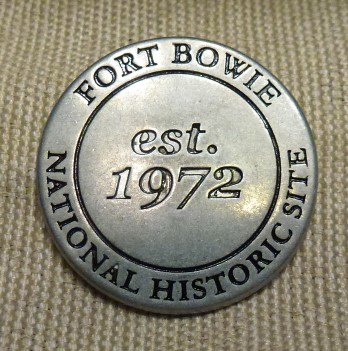 FORT BOWIE
est.
1972
NATIONAL HISTORIC SITE